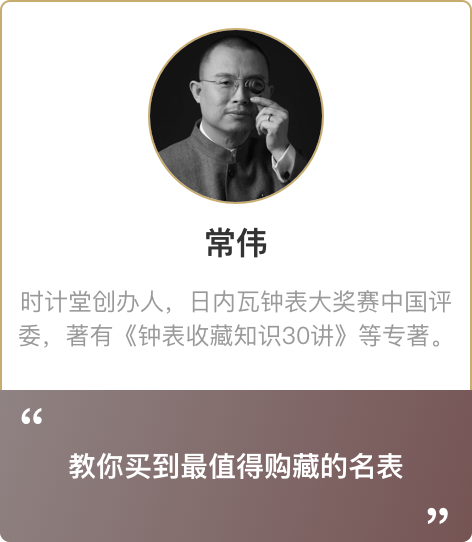 常伟
时计堂创办人，日内瓦钟表大奖赛中国评
委，著有《钟表收藏知识30讲》等专著。
“
教你买到最值得购藏的名表
”